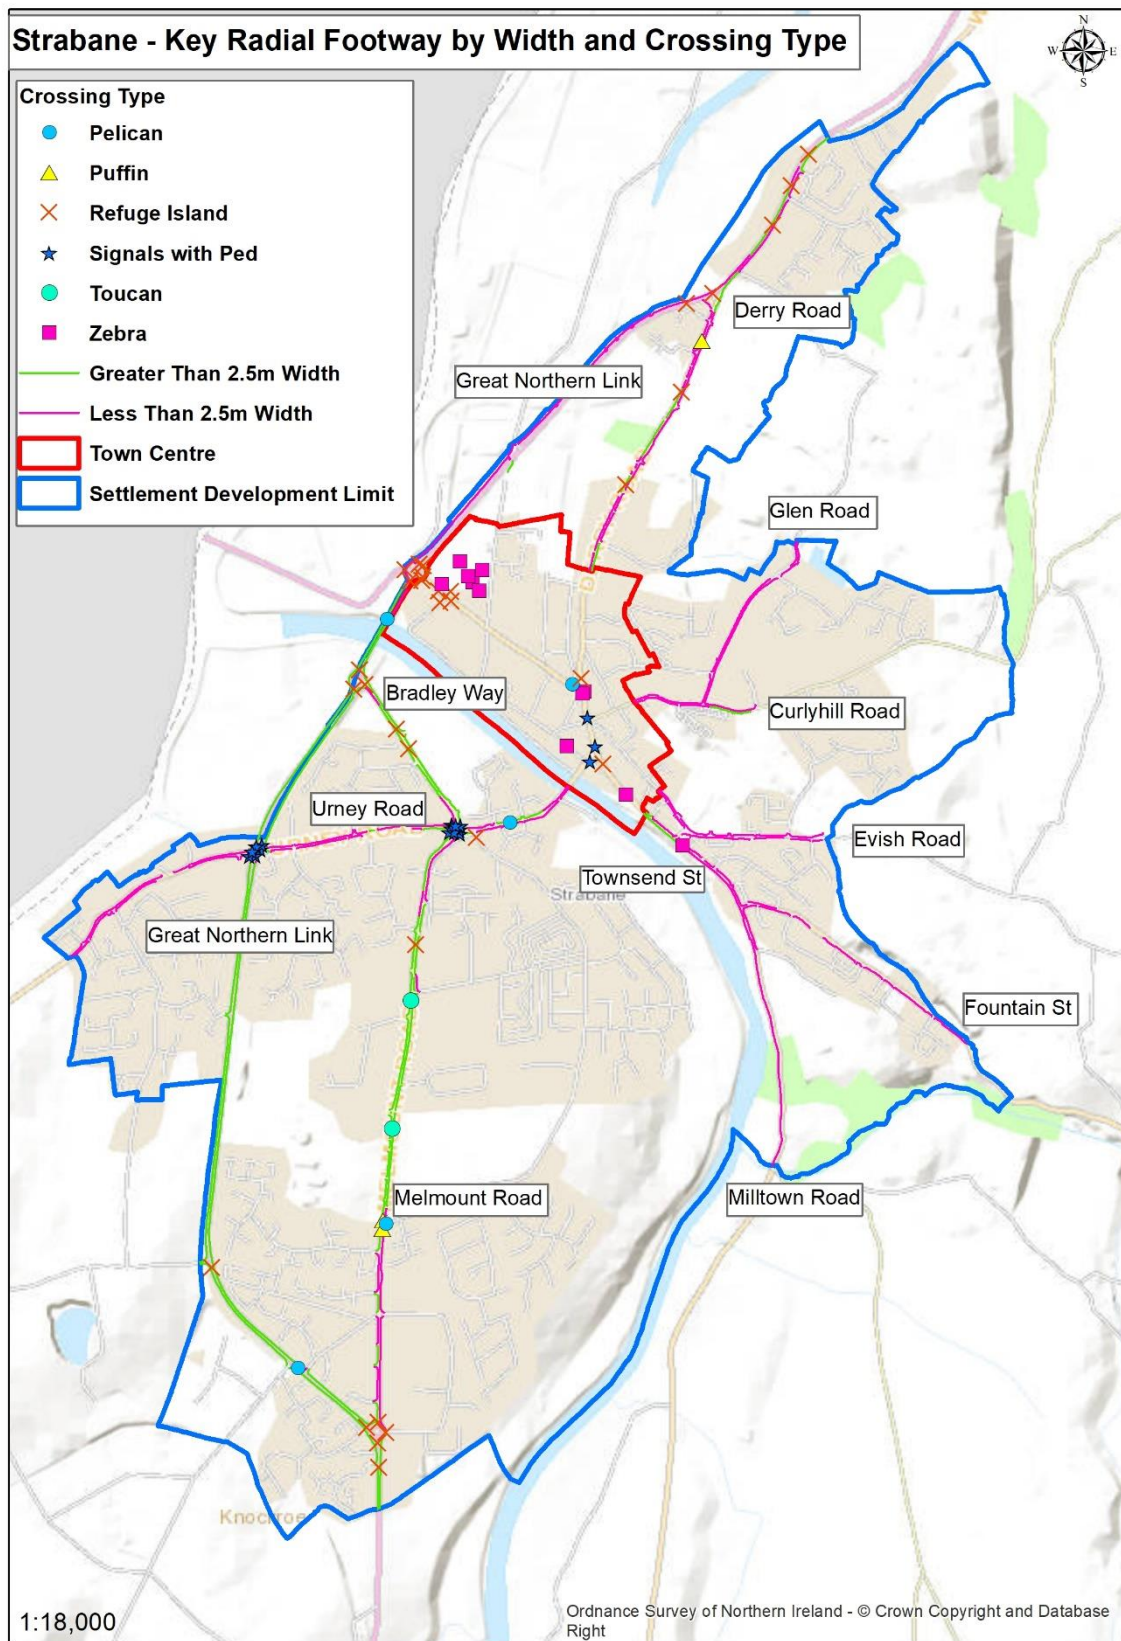 Strabane - Key Radial Footway by Width and Crossing Type
N
W
E
S
Crossing Type
Pelican
Puffin
Refuge Island
Signals with Ped
Toucan
Zebra
Greater Than 2.5m Width
Less Than 2.5m Width
Town Centre
Settlement Development Limit
Derry Road
Great Northern Link
Glen Road
Bradley Way
Curlyhill Road
Urney Road
Evish Road
Townsend St
Strabane
Great Northern Link
Fountain St
Melmount Road
Milltown Road
1:18,000
Ordnance Survey of Northern Ireland - © Crown Copyright and Database
Right